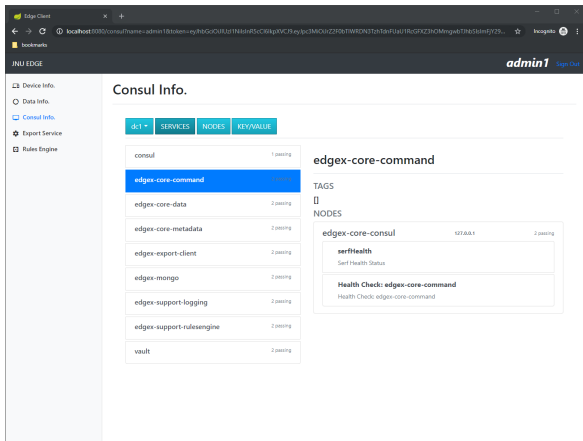 Edge Client
localhost:8080/consul?name=admin1&token=
Incognito
bookmarks
JNU EDGE
admin1 Sign Out
Device Info.
Data Info.
Consul Info.
Export Service
Rules Engine
Consul Info.
dc1 SERVICES NODES KEY/VALUE
consul 1 passing
edgex-core-command
edgex-core-data 2 passing
edgex-core-metadata 2 passing
edgex-export-client 2 passing
edgex-mongo 2 passing
edgex-support-logging 2 passing
edgex-support-rulesengine 2 passing
vault 2 passing
edgex-core-command
TAGS
[]
NODES
edgex-core-consul 127.0.0.1 2 passing
serfHealth
Serf Health Status
Health Check: edgex-core-command
Health Check: edgex-core-command